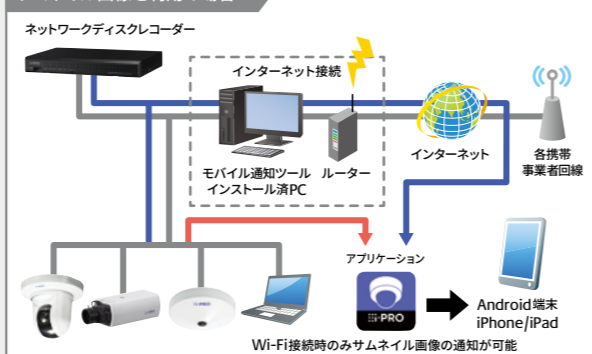 ネットワークディスクレコーダー
インターネット接続
モバイル通知ツール
インストール済PC
ルーター
インターネット
各携帯
事業者回線
アプリケーション
i-PRO
Android端末
iPhone/iPad
Wi-Fi接続時のみサムネイル画像の通知が可能